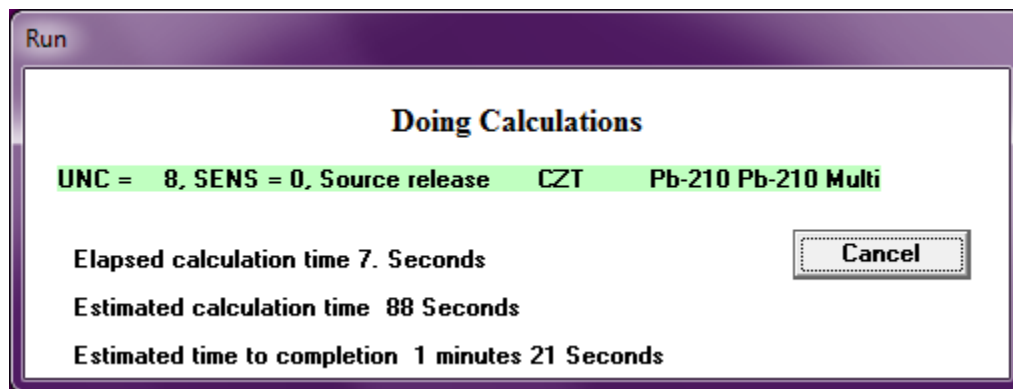 Run
Doing Calculations
UNC = 8, SENS = 0, Source release CZT Pb-210 Pb-210 Multi
Elapsed calculation time 7. Seconds
Cancel
Estimated calculation time 88 Seconds
Estimated time to completion 1 minutes 21 Seconds